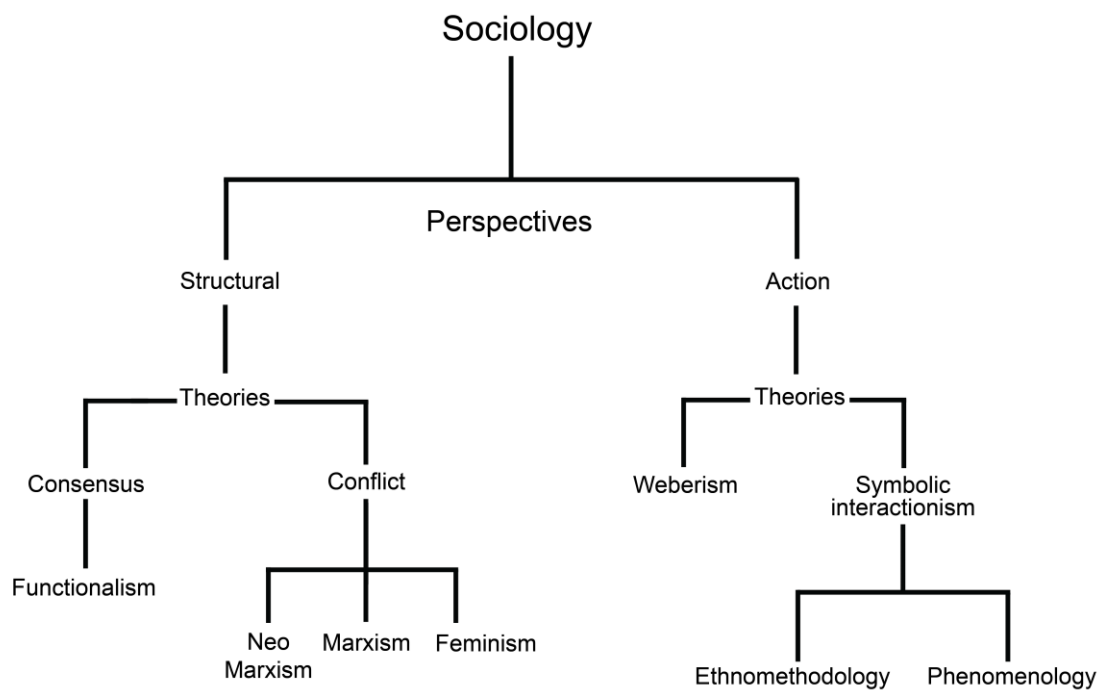 Sociology
Perspectives
Structural
Action
Theories
Theories
Consensus
Conflict
Weberism
Symbolic
interactionism
Functionalism
Neo
Marxism
Marxism
Feminism
Ethnomethodology
Phenomenology